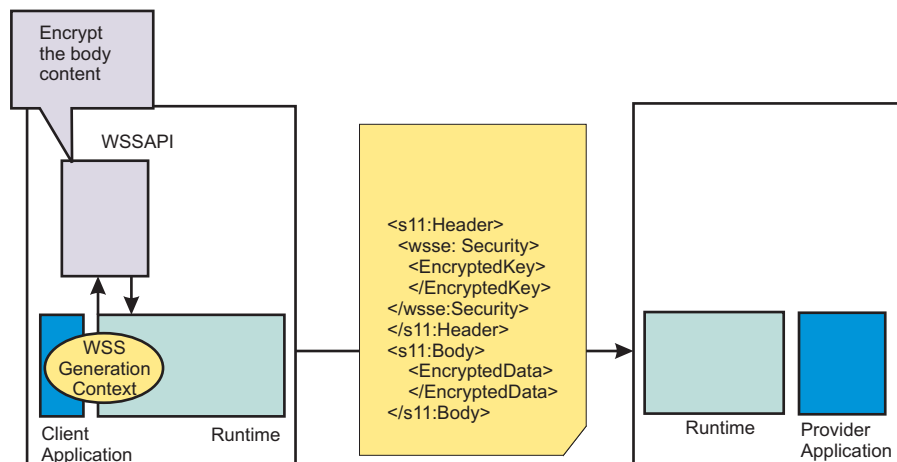 Encrypt
the body
content
WSSAPI
<s11:Header>
<wsse: Security>
<EncryptedKey>
</EncryptedKey>
</wsse:Security>
</s11:Header>
<s11:Body>
<EncryptedData>
</EncryptedData>
</s11:Body>
WSS
Generation
Context
Client
Application
Runtime
Runtime
Provider
Application